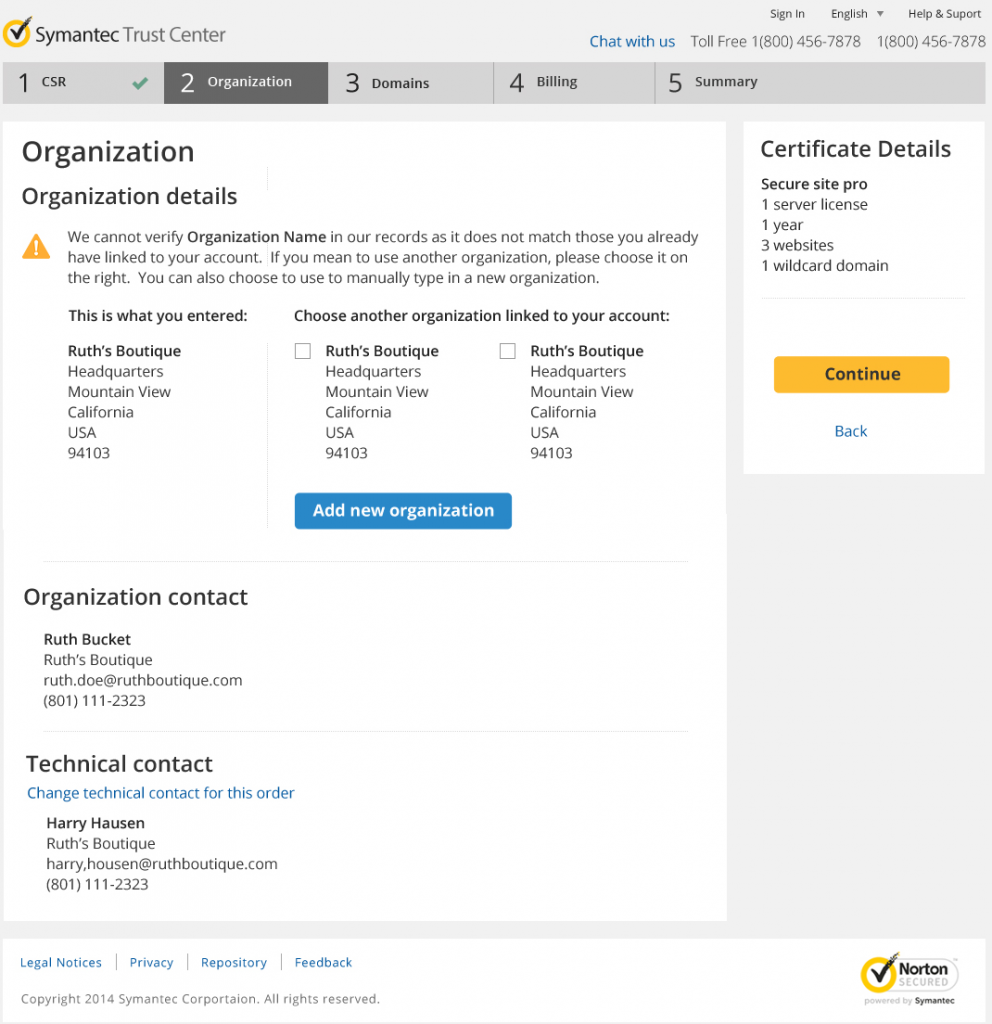 Sign In English Help & Suport
Symantec Trust Center
Chat with us Toll Free 1(800) 456-7878 1(800) 456-7878
1 CSR 2 Organization 3 Domains 4 Billing 5 Summary
Organization
Organization details
We cannot verify Organization Name in our records as it does not match those you already
have linked to your account. If you mean to use another organization, please choose it on
the right. You can also choose to use to manually type in a new organization.
This is what you entered:
Ruth's Boutique
Headquarters
Mountain View
California
USA
94103
Choose another organization linked to your account:
Ruth's Boutique
Headquarters
Mountain View
California
USA
94103
Ruth's Boutique
Headquarters
Mountain View
California
USA
94103
Add new organization
Organization contact
Ruth Bucket
Ruth's Boutique
ruth.doe@ruthboutique.com
(801) 111-2323
Technical contact
Change technical contact for this order
Harry Hausen
Ruth's Boutique
harry,housen@ruthboutique.com
(801) 111-2323
Certificate Details
Secure site pro
1 server license
1 year
3 websites
1 wildcard domain
Continue
Back
Legal Notices Privacy Repository Feedback
Copyright 2014 Symantec Corportaion. All rights reserved.
Norton
SECURED
powered by Symantec